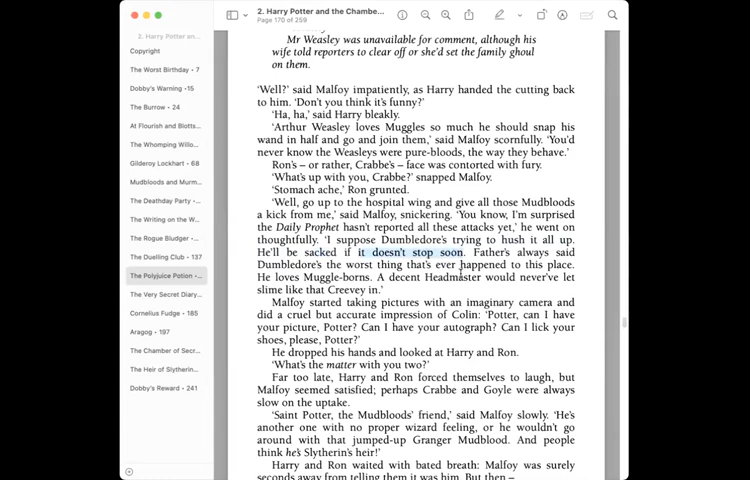 2. Harry Potter and the Chambe...
Page 170 of 259
2. Harry Potter an...
Copyright
The Worst Birthday • 7
Dobby's Warning •15
The Burrow • 24
At Flourish and Blotts...
The Whomping Willo...
Gilderoy Lockhart • 68
Mudbloods and Murm...
The Deathday Party •...
The Writing on the W...
The Rogue Bludger •...
The Duelling Club • 137
The Polyjuice Potion •...
The Very Secret Diary...
Cornelius Fudge • 185
Aragog • 197
The Chamber of Secr...
The Heir of Slytherin...
Dobby's Reward • 241
Mr Weasley was unavailable for comment, although his
wife told reporters to clear off or she'd set the family ghoul
on them.
‘Well?’ said Malfoy impatiently, as Harry handed the cutting back
to him. ‘Don't you think it's funny?’
‘Ha, ha,’ said Harry bleakly.
‘Arthur Weasley loves Muggles so much he should snap his
wand in half and go and join them,’ said Malfoy scornfully. ‘You'd
never know the Weasleys were pure-bloods, the way they behave.’
Ron's – or rather, Crabbe's – face was contorted with fury.
‘What's up with you, Crabbe?’ snapped Malfoy.
‘Stomach ache,’ Ron grunted.
‘Well, go up to the hospital wing and give all those Mudbloods
a kick from me,’ said Malfoy, snickering. ‘You know, I'm surprised
the Daily Prophet hasn't reported all these attacks yet,’ he went on
thoughtfully. ‘I suppose Dumbledore's trying to hush it all up.
He'll be sacked if it doesn't stop soon. Father's always said
Dumbledore's the worst thing that's ever happened to this place.
He loves Muggle-borns. A decent Headmaster would never've let
slime like that Creevey in.’
Malfoy started taking pictures with an imaginary camera and
did a cruel but accurate impression of Colin: ‘Potter, can I have
your picture, Potter? Can I have your autograph? Can I lick your
shoes, please, Potter?’
He dropped his hands and looked at Harry and Ron.
‘What's the matter with you two?’
Far too late, Harry and Ron forced themselves to laugh, but
Malfoy seemed satisfied; perhaps Crabbe and Goyle were always
slow on the uptake.
‘Saint Potter, the Mudbloods' friend,’ said Malfoy slowly. ‘He's
another one with no proper wizard feeling, or he wouldn't go
around with that jumped-up Granger Mudblood. And people
think he's Slytherin's heir!’
Harry and Ron waited with bated breath: Malfoy was surely
seconds away from telling them it was him. But then –